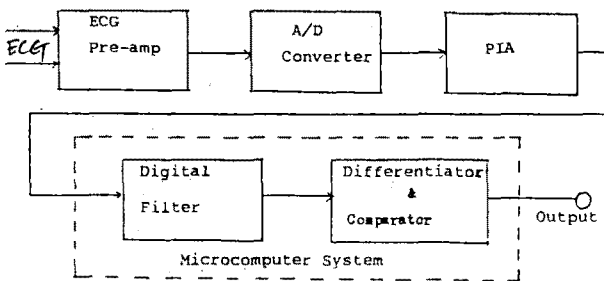 ECG
ECG
Pre-amp
A/D
Converter
PIA
Digital
Filter
Differentiator
&
Comparator
Output
Microcomputer System